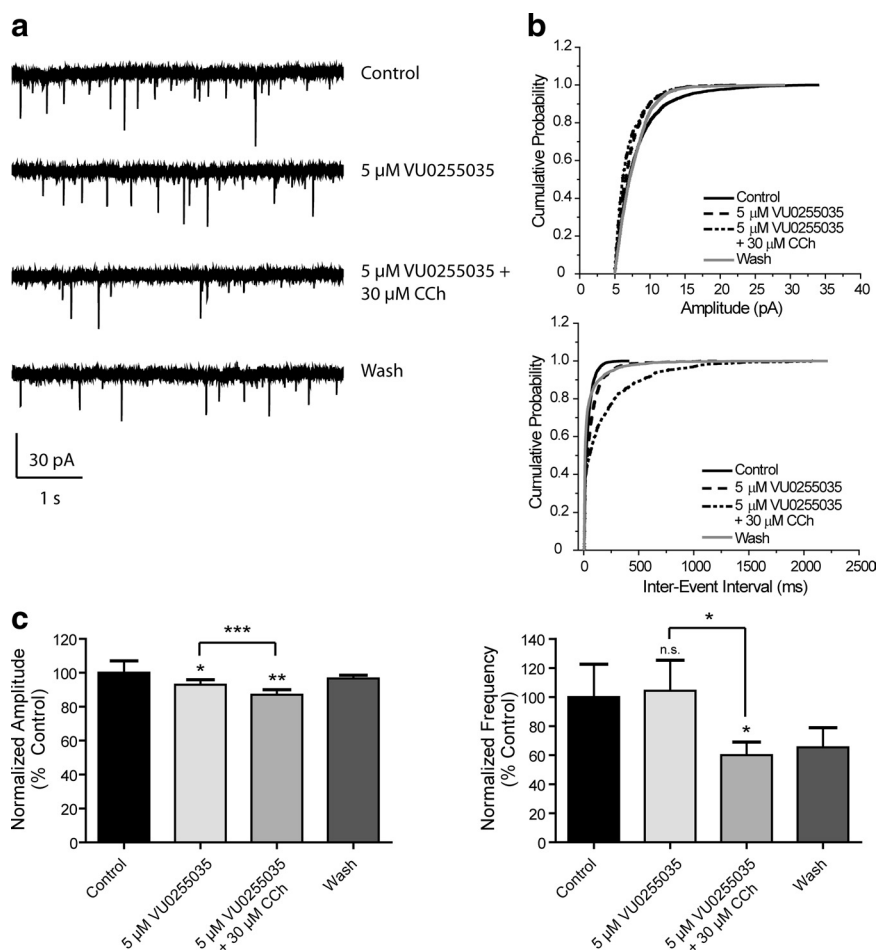 a
Control
5 µM VU0255035
5 µM VU0255035 +
30 µM CCh
Wash
30 pA
1 s
b
Cumulative Probability
1.2
1.0
0.8
0.6
0.4
0.2
0
0 5 10 15 20 25 30 35 40
Amplitude (pA)
Control
5 µM VU0255035
5 µM VU0255035
+ 30 µM CCh
Wash
Cumulative Probability
1.2
1.0
0.8
0.6
0.4
0.2
0
0 500 1000 1500 2000 2500
Inter-Event Interval (ms)
Control
5 µM VU0255035
5 µM VU0255035
+ 30 µM CCh
Wash
c
Normalized Amplitude
(% Control)
120
100
80
60
40
20
0
***
*
**
Control
5 µM VU0255035
5 µM VU0255035
+ 30 µM CCh
Wash
Normalized Frequency
(% Control)
140
120
100
80
60
40
20
0
*
n.s.
*
Control
5 µM VU0255035
5 µM VU0255035
+ 30 µM CCh
Wash